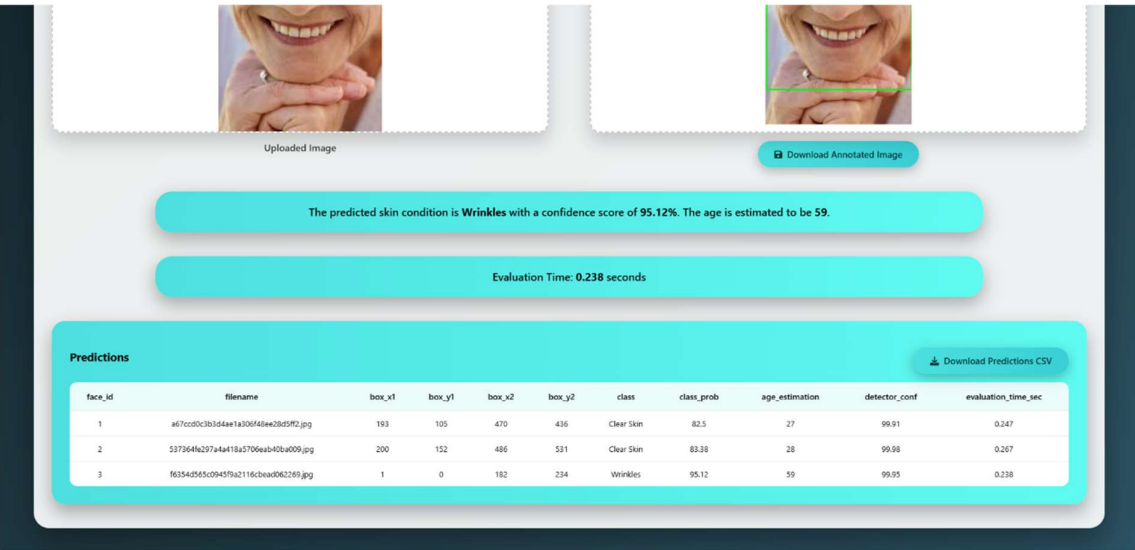 Uploaded Image
Download Annotated Image
The predicted skin condition is Wrinkles with a confidence score of 95.12%. The age is estimated to be 59.
Evaluation Time: 0.238 seconds
Predictions
Download Predictions CSV
face_id filename box_x1 box_y1 box_x2 box_y2 class class_prob age_estimation detector_conf evaluation_time_sec
1 a67ccd0c3b3d4ae1a306f48ee28d5ff2.jpg 193 105 470 436 Clear Skin 82.5 27 99.91 0.247
2 537364fe297a4a418a5706eab40ba009.jpg 200 152 486 531 Clear Skin 83.38 28 99.98 0.267
3 f6354d565c0945f9a2116cbead062269.jpg 1 0 182 234 Wrinkles 95.12 59 99.95 0.238